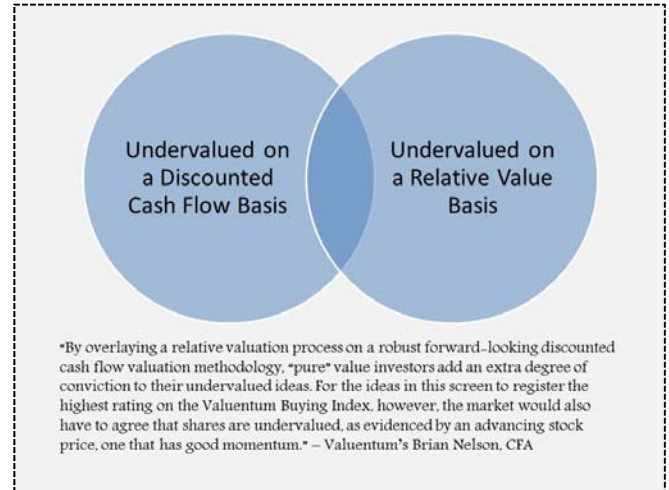 Undervalued on
a Discounted
Cash Flow Basis
Undervalued on
a Relative Value
Basis
"By overlaying a relative valuation process on a robust forward-looking discounted
cash flow valuation methodology, "pure" value investors add an extra degree of
conviction to their undervalued ideas. For the ideas in this screen to register the
highest rating on the Valuentum Buying Index, however, the market would also
have to agree that shares are undervalued, as evidenced by an advancing stock
price, one that has good momentum." – Valuentum's Brian Nelson, CFA